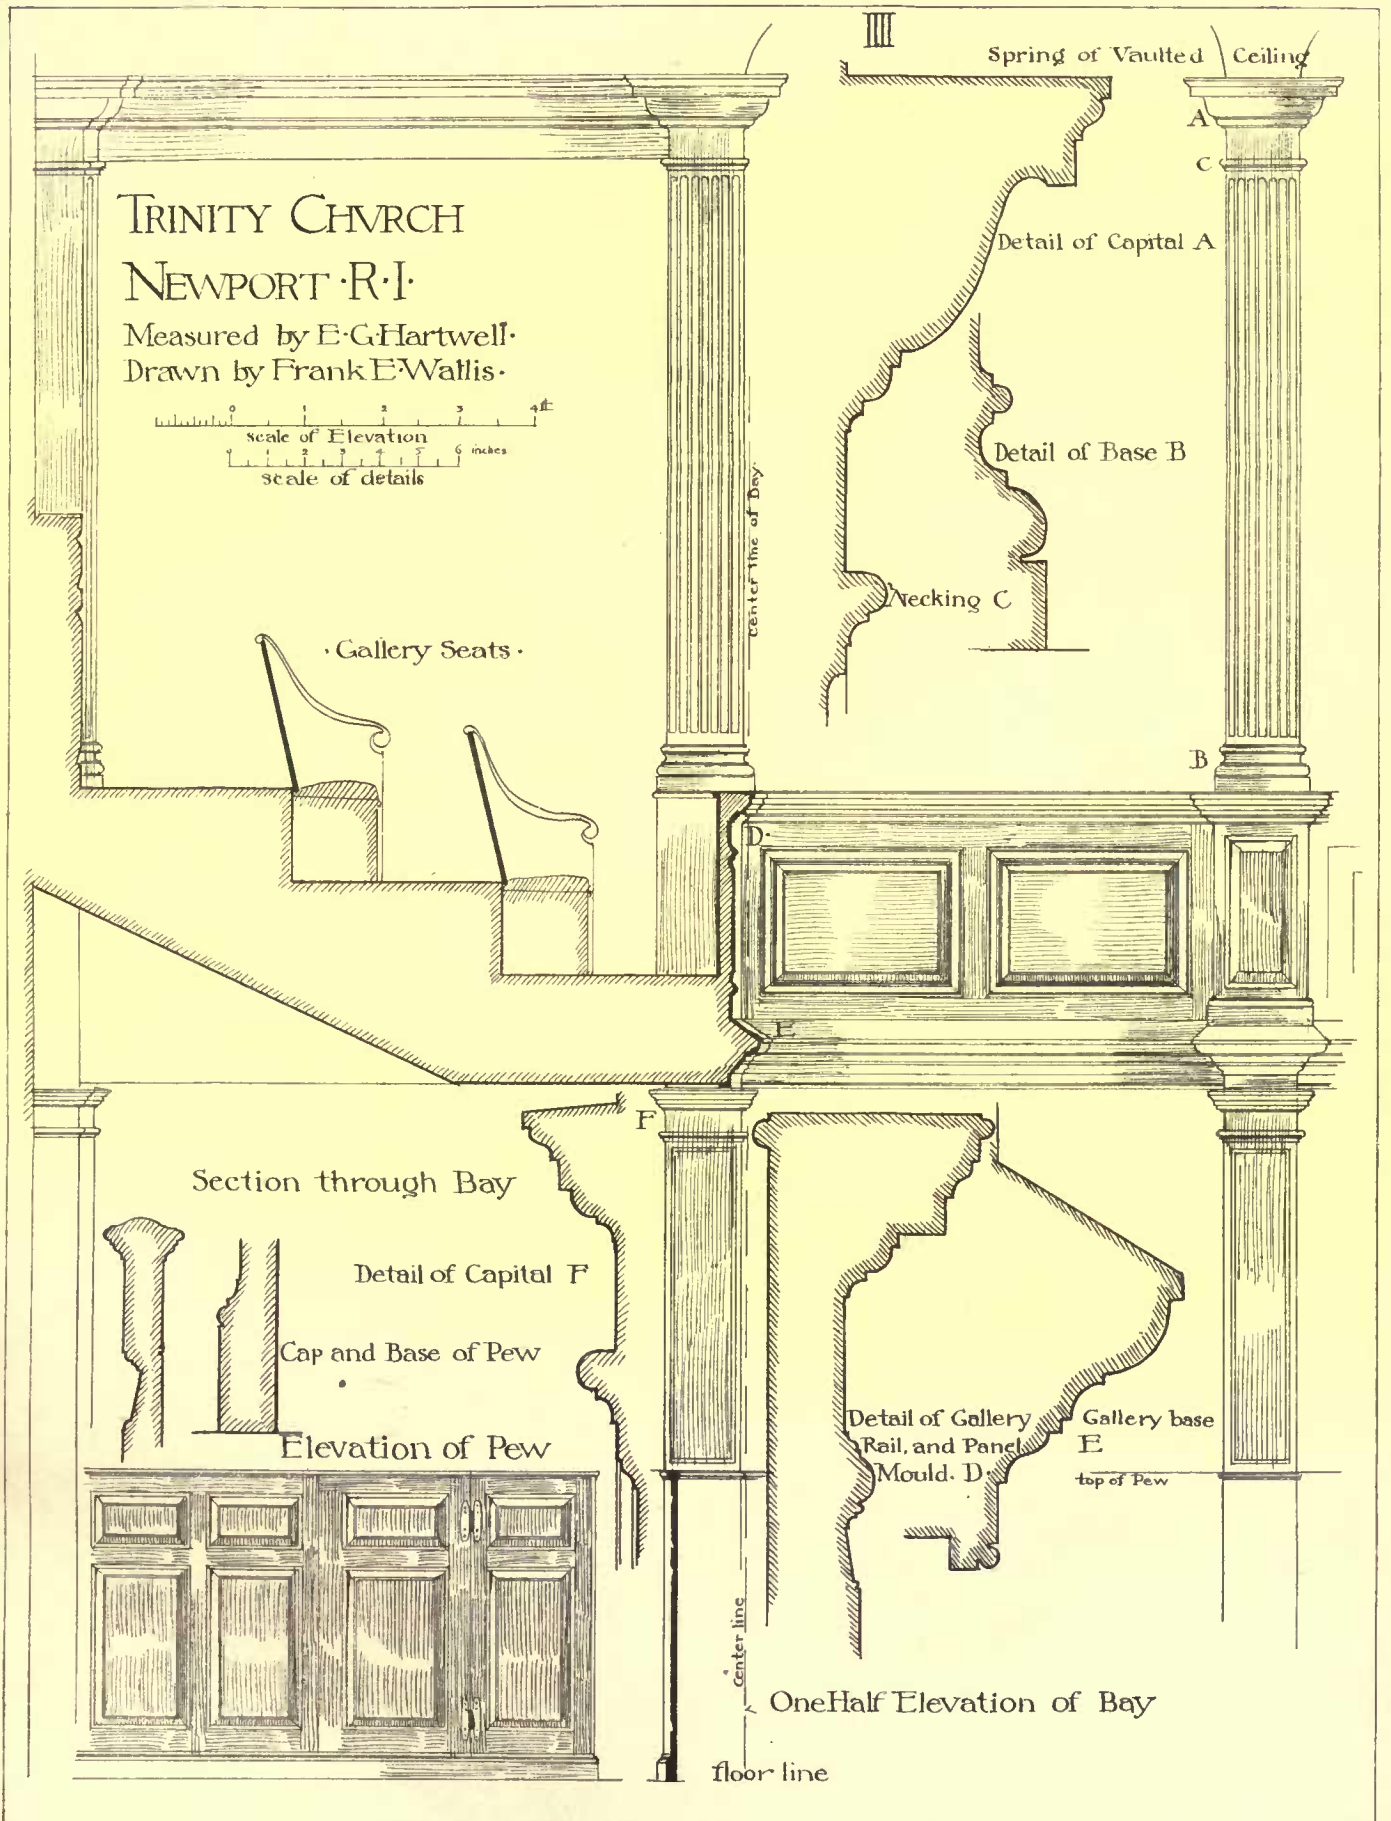 IIII
Spring of Vaulted Ceiling
A
C
TRINITY CHVRCH
NEWPORT ·R·I·
Measured by E·G·Hartwell·
Drawn by Frank E·Wallis·
0 1 2 3 4 ft
scale of Elevation
0 1 2 3 4 5 6 inches
scale of details
Detail of Capital A
Detail of Base B
center line of Bay
Necking C
· Gallery Seats ·
B
D·
E
F
Section through Bay
Detail of Capital F
Cap and Base of Pew
Elevation of Pew
Detail of Gallery
Rail, and Panel
Mould. D·
Gallery base
E
top of Pew
center line
One Half Elevation of Bay
floor line